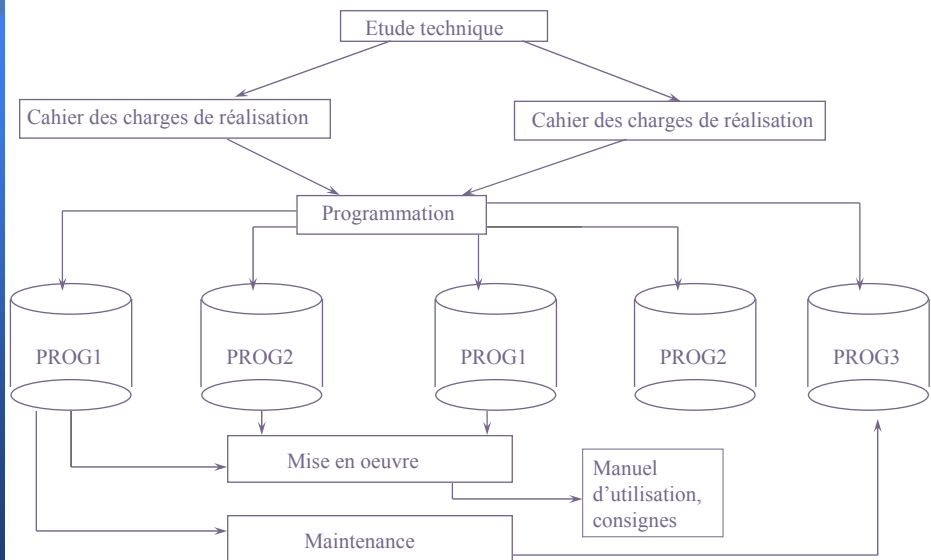 Etude technique
Cahier des charges de réalisation
Cahier des charges de réalisation
Programmation
PROG1
PROG2
PROG1
PROG2
PROG3
Mise en oeuvre
Manuel
d’utilisation,
consignes
Maintenance